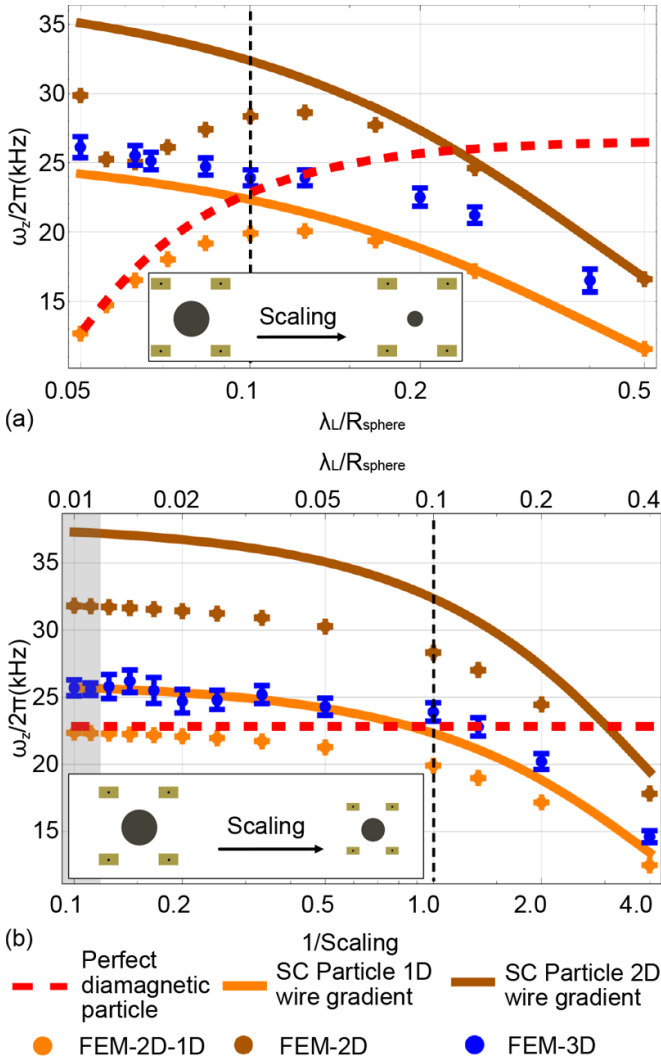 35
30
25
20
15
ω_z/2π(kHz)
Scaling
0.05 0.1 0.2 0.5
(a)
λ_L/R_sphere
λ_L/R_sphere
0.01 0.02 0.05 0.1 0.2 0.4
35
30
25
20
15
ω_z/2π(kHz)
Scaling
0.1 0.2 0.5 1.0 2.0 4.0
(b)
1/Scaling
Perfect
diamagnetic
particle
SC Particle 1D
wire gradient
SC Particle 2D
wire gradient
FEM-2D-1D
FEM-2D
FEM-3D